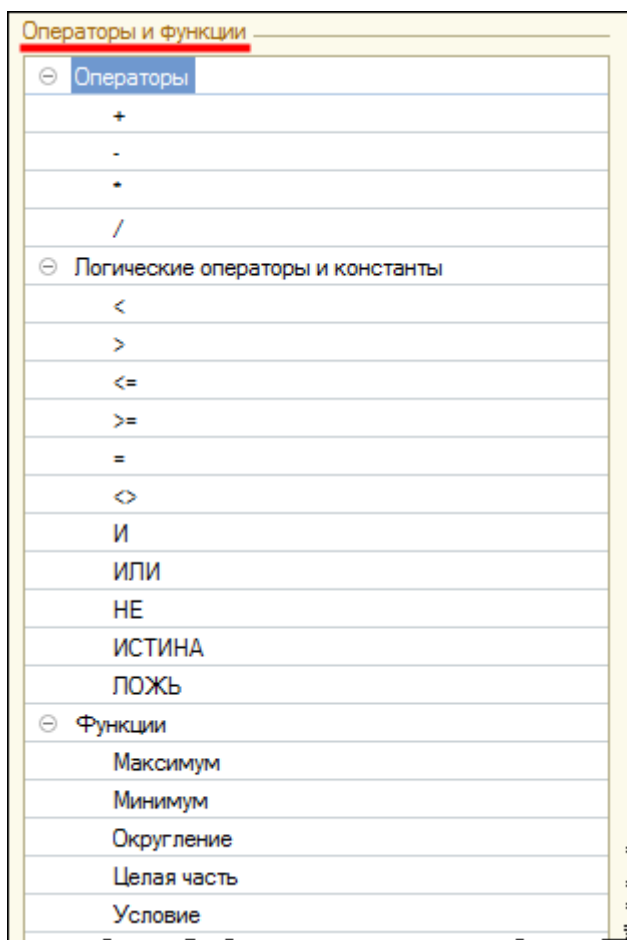 Операторы и функции
Операторы
+
-
*
/
Логические операторы и константы
<
>
<=
>=
=
<>
И
ИЛИ
НЕ
ИСТИНА
ЛОЖЬ
Функции
Максимум
Минимум
Округление
Целая часть
Условие